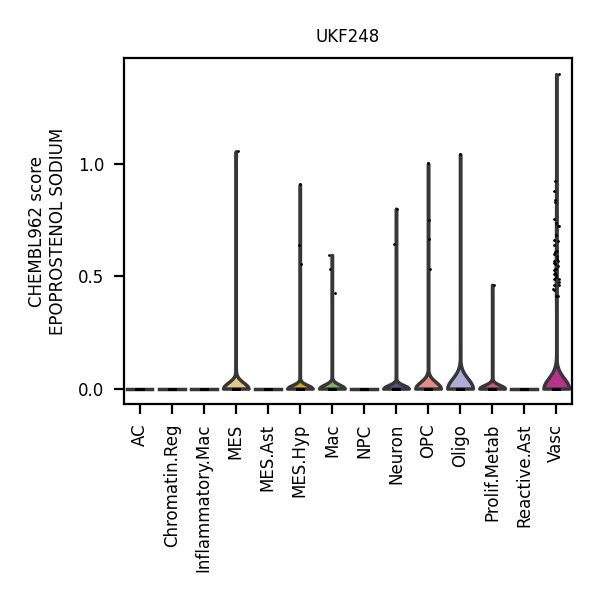 UKF248
CHEMBL962 score
EPOPROSTENOL SODIUM
1.0
0.5
0.0
AC
Chromatin.Reg
Inflammatory.Mac
MES
MES.Ast
MES.Hyp
Mac
NPC
Neuron
OPC
Oligo
Prolif.Metab
Reactive.Ast
Vasc